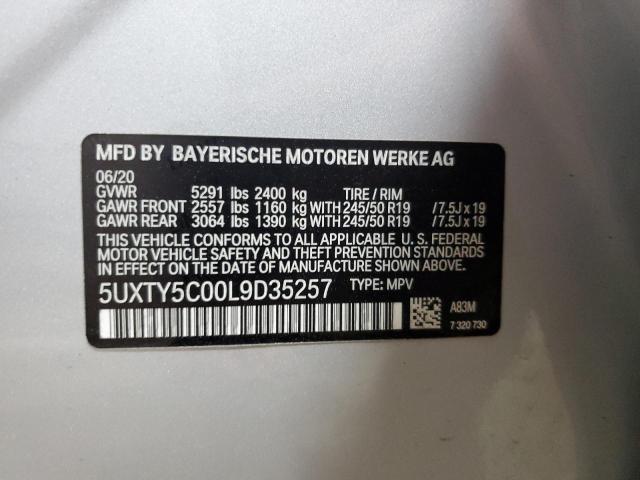 MFD BY BAYERISCHE MOTOREN WERKE AG
06/20
GVWR 5291 lbs 2400 kg TIRE / RIM
GAWR FRONT 2557 lbs 1160 kg WITH 245/50 R19 / 7.5J x 19
GAWR REAR 3064 lbs 1390 kg WITH 245/50 R19 / 7.5J x 19
THIS VEHICLE CONFORMS TO ALL APPLICABLE U. S. FEDERAL
MOTOR VEHICLE SAFETY AND THEFT PREVENTION STANDARDS
IN EFFECT ON THE DATE OF MANUFACTURE SHOWN ABOVE.
5UXTY5C00L9D35257 TYPE: MPV
A83M
7 320 730